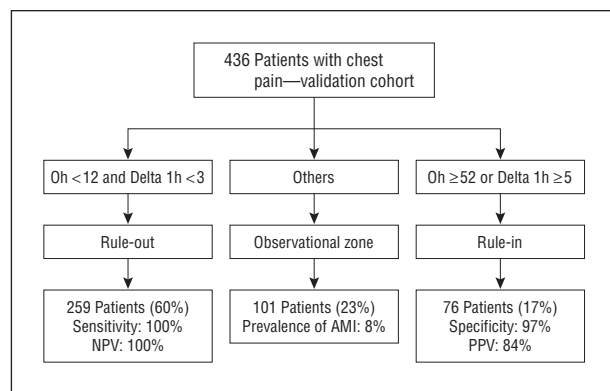 436 Patients with chest
pain—validation cohort
Oh <12 and Delta 1h <3
Others
Oh ≥52 or Delta 1h ≥5
Rule-out
Observational zone
Rule-in
259 Patients (60%)
Sensitivity: 100%
NPV: 100%
101 Patients (23%)
Prevalence of AMI: 8%
76 Patients (17%)
Specificity: 97%
PPV: 84%